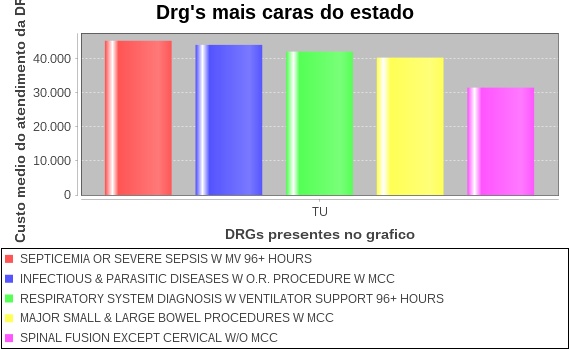 Drg's mais caras do estado
Custo medio do atendimento da
40.000
30.000
20.000
10.000
0
TU
DRGs presentes no grafico
SEPTICEMIA OR SEVERE SEPSIS W MV 96+ HOURS
INFECTIOUS & PARASITIC DISEASES W O.R. PROCEDURE W MCC
RESPIRATORY SYSTEM DIAGNOSIS W VENTILATOR SUPPORT 96+ HOURS
MAJOR SMALL & LARGE BOWEL PROCEDURES W MCC
SPINAL FUSION EXCEPT CERVICAL W/O MCC